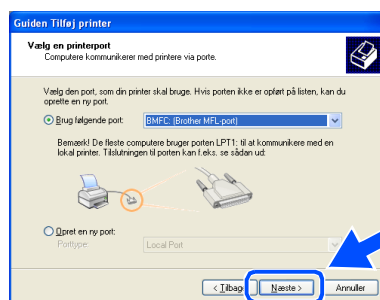 Guiden Tilføj printer
Vælg en printerport
Computere kommunikerer med printere via porte.
Vælg den port, som din printer skal bruge. Hvis porten ikke er opført på listen, kan du
oprette en ny port.
Brug følgende port: BMFC: (Brother MFL-port)
Bemærk! De fleste computere bruger porten LPT1: til at kommunikere med en
lokal printer. Tilslutningen til porten kan f.eks. se sådan ud:
Opret en ny port:
Porttype: Local Port
< Tilbage Næste > Annuller